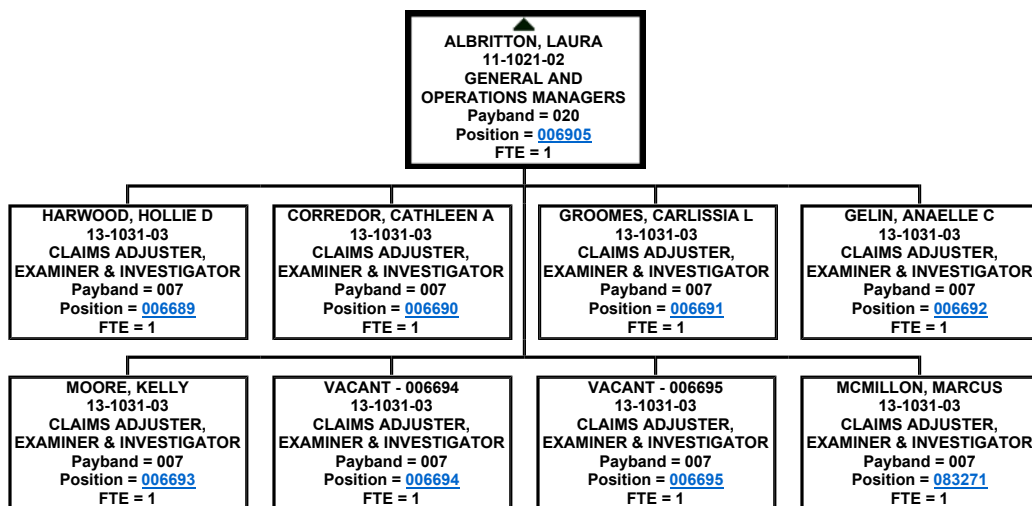 ALBRITTON, LAURA
11-1021-02
GENERAL AND
OPERATIONS MANAGERS
Payband = 020
Position = 006905
FTE = 1
HARWOOD, HOLLIE D
13-1031-03
CLAIMS ADJUSTER,
EXAMINER & INVESTIGATOR
Payband = 007
Position = 006689
FTE = 1
CORREDOR, CATHLEEN A
13-1031-03
CLAIMS ADJUSTER,
EXAMINER & INVESTIGATOR
Payband = 007
Position = 006690
FTE = 1
GROOMES, CARLISSIA L
13-1031-03
CLAIMS ADJUSTER,
EXAMINER & INVESTIGATOR
Payband = 007
Position = 006691
FTE = 1
GELIN, ANAELLE C
13-1031-03
CLAIMS ADJUSTER,
EXAMINER & INVESTIGATOR
Payband = 007
Position = 006692
FTE = 1
MOORE, KELLY
13-1031-03
CLAIMS ADJUSTER,
EXAMINER & INVESTIGATOR
Payband = 007
Position = 006693
FTE = 1
VACANT - 006694
13-1031-03
CLAIMS ADJUSTER,
EXAMINER & INVESTIGATOR
Payband = 007
Position = 006694
FTE = 1
VACANT - 006695
13-1031-03
CLAIMS ADJUSTER,
EXAMINER & INVESTIGATOR
Payband = 007
Position = 006695
FTE = 1
MCMILLON, MARCUS
13-1031-03
CLAIMS ADJUSTER,
EXAMINER & INVESTIGATOR
Payband = 007
Position = 083271
FTE = 1